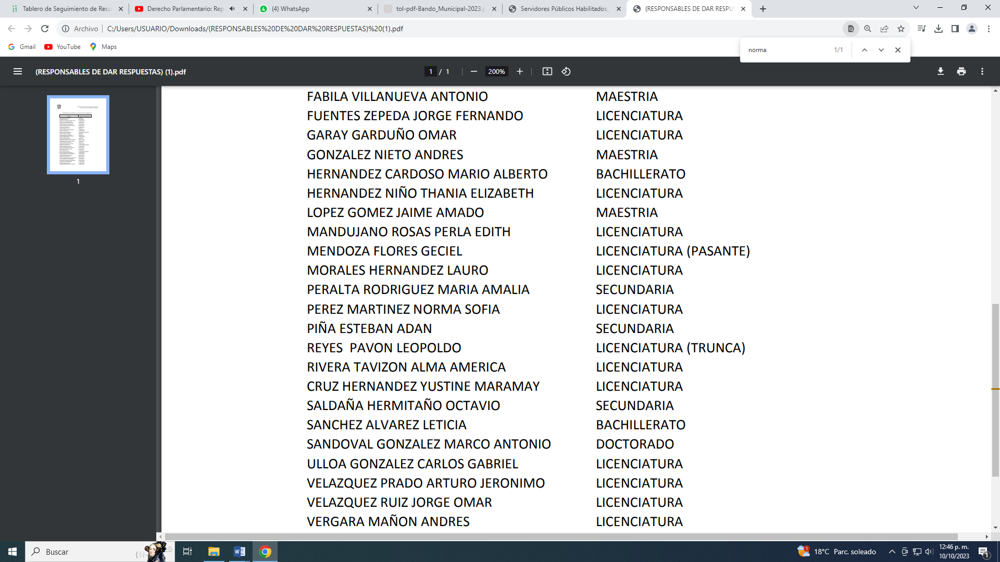 Tablero de Seguimiento de Recu
Derecho Parlamentario: Rep
(4) WhatsApp
tol-pdf-Bando_Municipal-2023.p
Servidores Públicos Habilitados_
(RESPONSABLES DE DAR RESPU
Archivo
C:/Users/USUARIO/Downloads/(RESPONSABLES%20DE%20DAR%20RESPUESTAS)%20(1).pdf
Gmail
YouTube
Maps
norma
1/1
(RESPONSABLES DE DAR RESPUESTAS) (1).pdf
1 / 1
200%
1
FABILA VILLANUEVA ANTONIO MAESTRIA
FUENTES ZEPEDA JORGE FERNANDO LICENCIATURA
GARAY GARDUÑO OMAR LICENCIATURA
GONZALEZ NIETO ANDRES MAESTRIA
HERNANDEZ CARDOSO MARIO ALBERTO BACHILLERATO
HERNANDEZ NIÑO THANIA ELIZABETH LICENCIATURA
LOPEZ GOMEZ JAIME AMADO MAESTRIA
MANDUJANO ROSAS PERLA EDITH LICENCIATURA
MENDOZA FLORES GECIEL LICENCIATURA (PASANTE)
MORALES HERNANDEZ LAURO LICENCIATURA
PERALTA RODRIGUEZ MARIA AMALIA SECUNDARIA
PEREZ MARTINEZ NORMA SOFIA LICENCIATURA
PIÑA ESTEBAN ADAN SECUNDARIA
REYES  PAVON LEOPOLDO LICENCIATURA (TRUNCA)
RIVERA TAVIZON ALMA AMERICA LICENCIATURA
CRUZ HERNANDEZ YUSTINE MARAMAY LICENCIATURA
SALDAÑA HERMITAÑO OCTAVIO SECUNDARIA
SANCHEZ ALVAREZ LETICIA BACHILLERATO
SANDOVAL GONZALEZ MARCO ANTONIO DOCTORADO
ULLOA GONZALEZ CARLOS GABRIEL LICENCIATURA
VELAZQUEZ PRADO ARTURO JERONIMO LICENCIATURA
VELAZQUEZ RUIZ JORGE OMAR LICENCIATURA
VERGARA MAÑON ANDRES LICENCIATURA
Buscar
1
18°C Parc. soleado
12:46 p. m.
10/10/2023
1